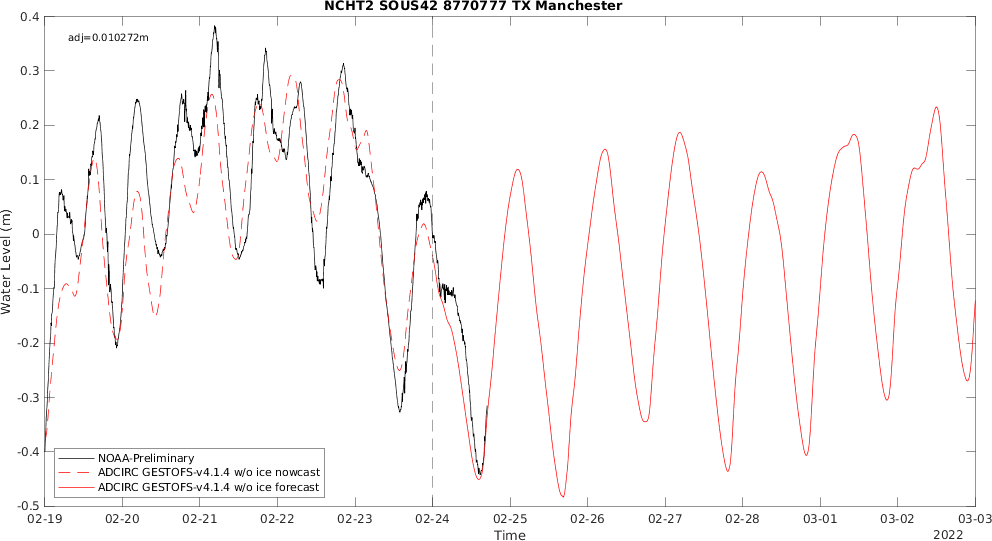 NCHT2 SOUS42 8770777 TX Manchester
adj=0.010272m
Water Level (m)
0.4
0.3
0.2
0.1
0
-0.1
-0.2
-0.3
-0.4
-0.5
NOAA-Preliminary
ADCIRC GESTOFS-v4.1.4 w/o ice nowcast
ADCIRC GESTOFS-v4.1.4 w/o ice forecast
02-19 02-20 02-21 02-22 02-23 02-24 02-25 02-26 02-27 02-28 03-01 03-02 03-03
Time
2022